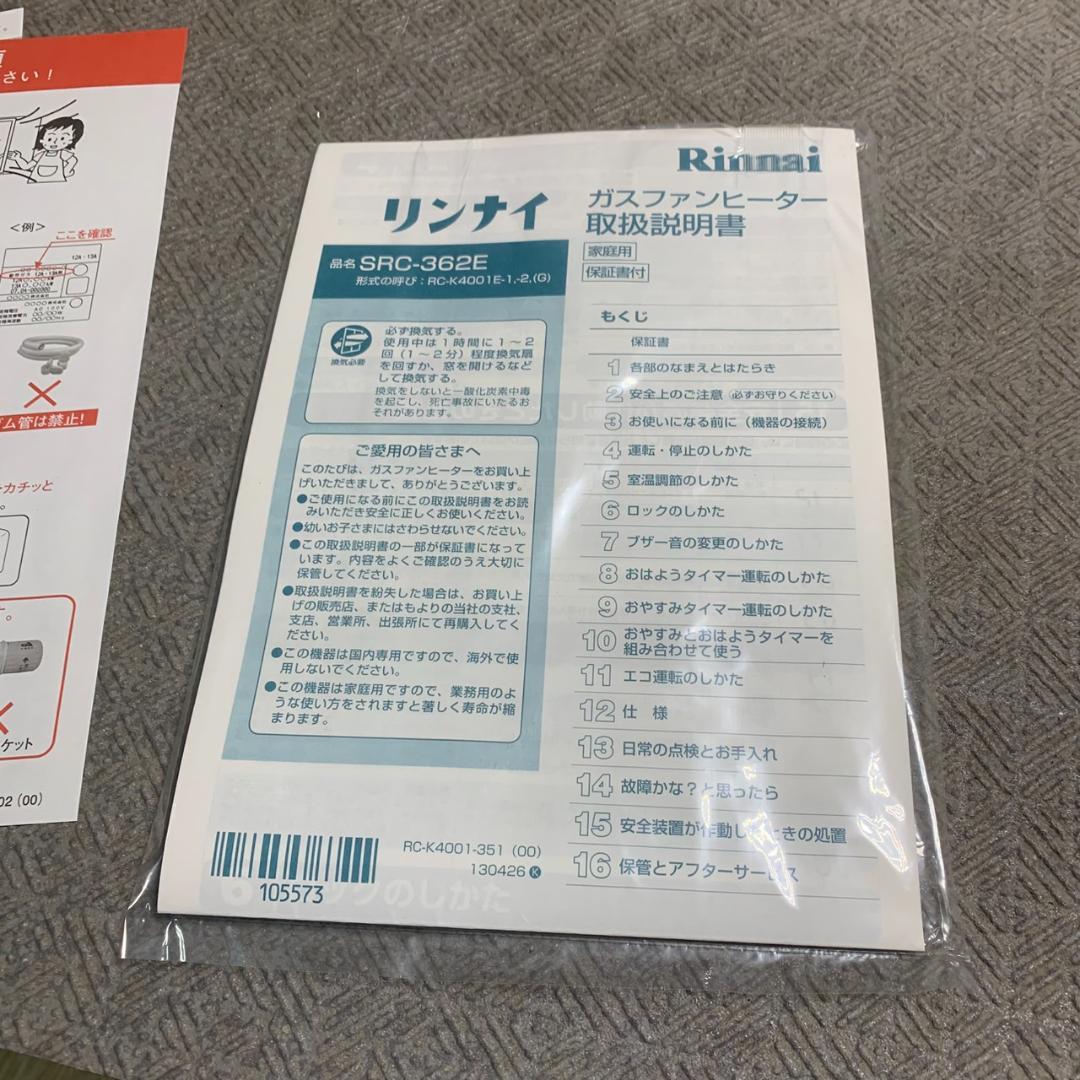 さい！
<例>
ここを確認
12A・13A
ム管は禁止!
カチッと
ケット
02 (00)
Rinnai
リンナイ
ガスファンヒーター
取扱説明書
家庭用
保証書付
品名 SRC-362E
形式の呼び：RC-K4001E-1,-2,(G)
換気必要
必ず換気する。
使用中は1時間に1～2
回（1～2分）程度換気扇
を回すか、窓を開けるなど
して換気する。
換気をしないと一酸化炭素中毒
を起こし、死亡事故にいたるお
それがあります。
ご愛用の皆さまへ
このたびは、ガスファンヒーターをお買い上
げいただきまして、ありがとうございます。
●ご使用になる前にこの取扱説明書をお読
みいただき安全に正しくお使いください。
●幼いお子さまにはさわらせないでください。
●この取扱説明書の一部が保証書になって
います。内容をよくご確認のうえ大切に
保管してください。
●取扱説明書を紛失した場合は、お買い上
げの販売店、またはもよりの当社の支社、
支店、営業所、出張所にて再購入してく
ださい。
●この機器は国内専用ですので、海外で使
用しないでください。
●この機器は家庭用ですので、業務用のよ
うな使い方をされますと著しく寿命が縮
まります。
もくじ
保証書
1 各部のなまえとはたらき
2 安全上のご注意 必ずお守りください
3 お使いになる前に（機器の接続）
4 運転・停止のしかた
5 室温調節のしかた
6 ロックのしかた
7 ブザー音の変更のしかた
8 おはようタイマー運転のしかた
9 おやすみタイマー運転のしかた
10 おやすみとおはようタイマーを
組み合わせて使う
11 エコ運転のしかた
12 仕様
13 日常の点検とお手入れ
14 故障かな？と思ったら
15 安全装置が作動したときの処置
16 保管とアフターサービス
105573
RC-K4001-351 (00)
130426 K